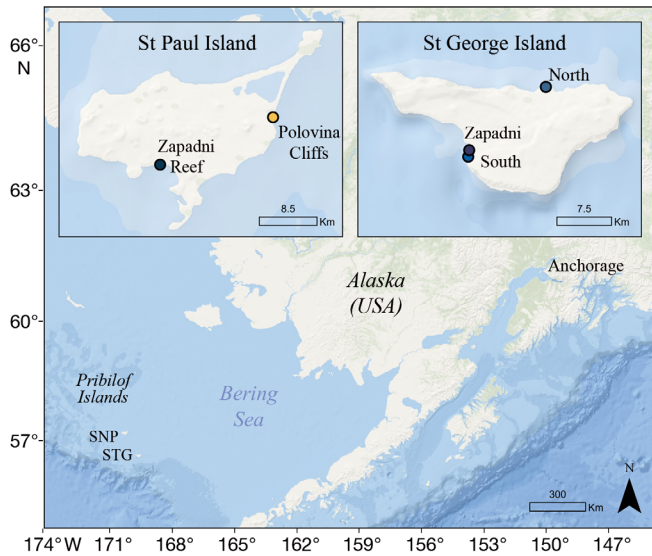 66°
N
63°
60°
57°
St Paul Island
Zapadni
Reef
Polovina
Cliffs
8.5
Km
St George Island
North
Zapadni
South
7.5
Km
Anchorage
Alaska
(USA)
Pribilof
Islands
Bering
Sea
SNP
STG
N
300
Km
174° W
171°
165°
165°
162°
159°
156°
153°
150°
147°